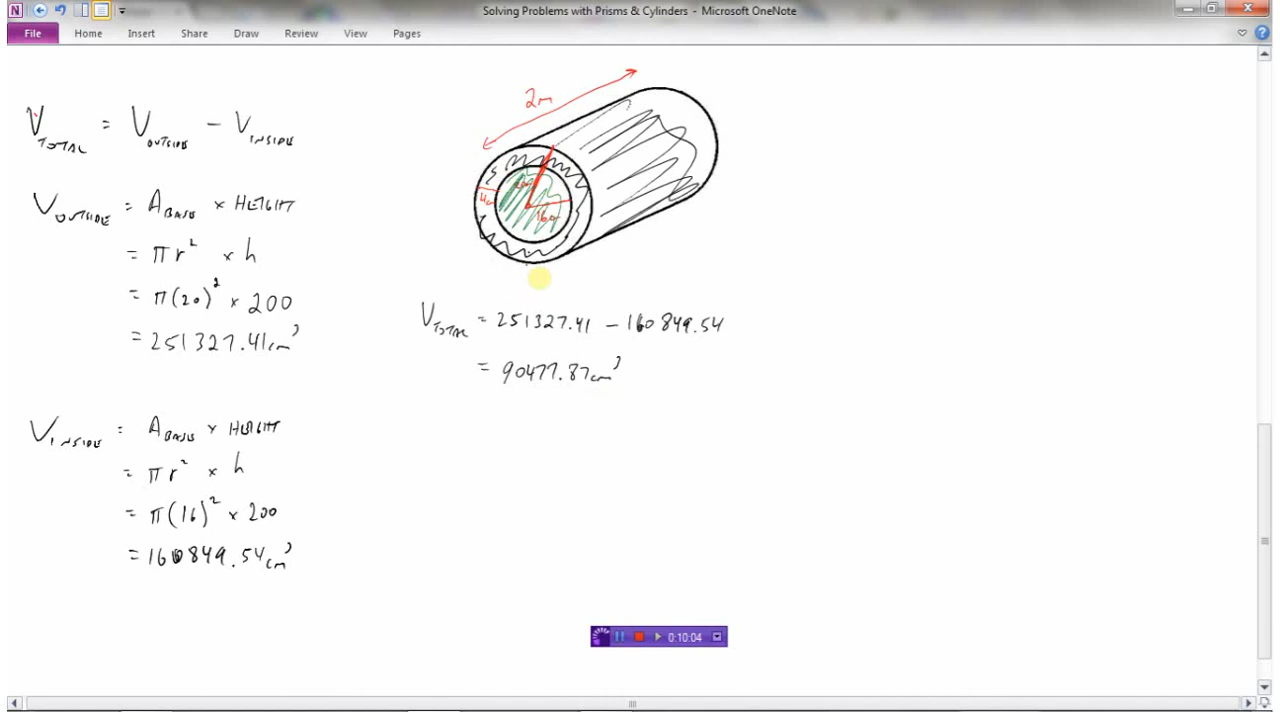 Solving Problems with Prisms & Cylinders - Microsoft OneNote
File Home Insert Share Draw Review View Pages
2m
V TOTAL = V OUTSIDE - V INSIDE
20
4cm
16cm
V OUTSIDE = A BASE × HEIGHT
= πr² × h
= π(20)² × 200
= 251327.41cm³
V TOTAL = 251327.41 - 160849.54
= 90477.87cm³
V INSIDE = A BASE × HEIGHT
= πr² × h
= π(16)² × 200
= 160849.54cm³
0:10:04